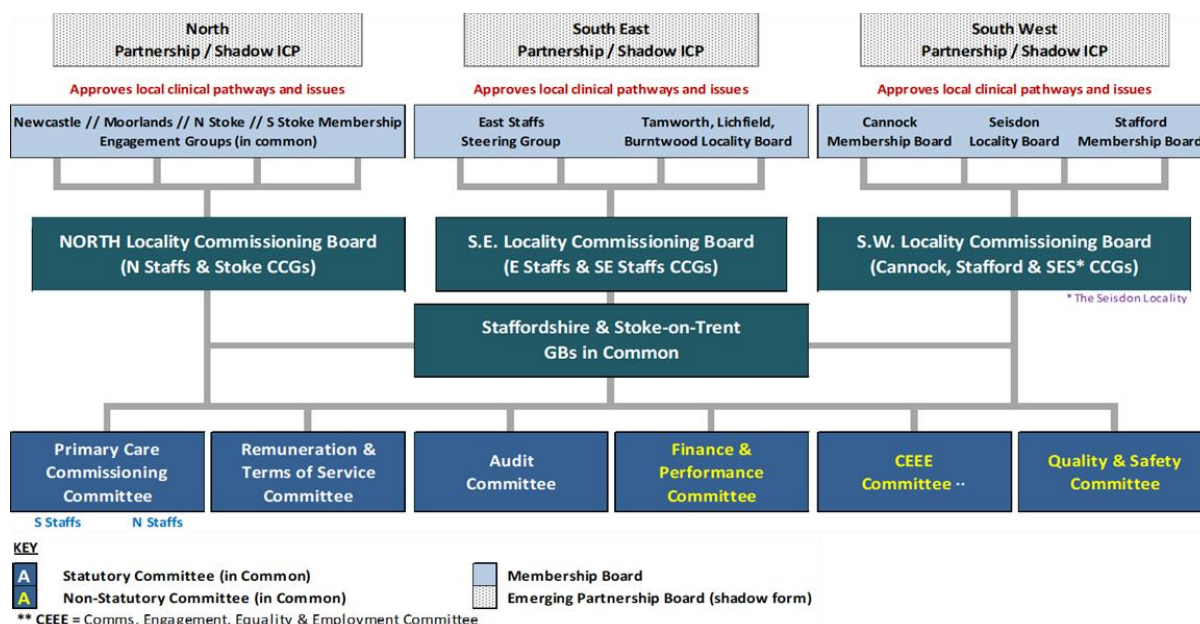 North
Partnership / Shadow ICP
South East
Partnership / Shadow ICP
South West
Partnership / Shadow ICP
Approves local clinical pathways and issues
Approves local clinical pathways and issues
Approves local clinical pathways and issues
Newcastle // Moorlands // N Stoke // S Stoke Membership
Engagement Groups (in common)
East Staffs
Steering Group
Tamworth, Lichfield,
Burntwood Locality Board
Cannock
Membership Board
Seisdon
Locality Board
Stafford
Membership Board
NORTH Locality Commissioning Board
(N Staffs & Stoke CCGs)
S.E. Locality Commissioning Board
(E Staffs & SE Staffs CCGs)
S.W. Locality Commissioning Board
(Cannock, Stafford & SES* CCGs)
* The Seisdon Locality
Staffordshire & Stoke-on-Trent
GBs in Common
Primary Care
Commissioning
Committee
Remuneration &
Terms of Service
Committee
Audit
Committee
Finance &
Performance
Committee
CEEE
Committee **
Quality & Safety
Committee
S Staffs
N Staffs
KEY
A Statutory Committee (in Common)
A Non-Statutory Committee (in Common)
Membership Board
Emerging Partnership Board (shadow form)
** CEEE = Comms, Engagement, Equality & Employment Committee